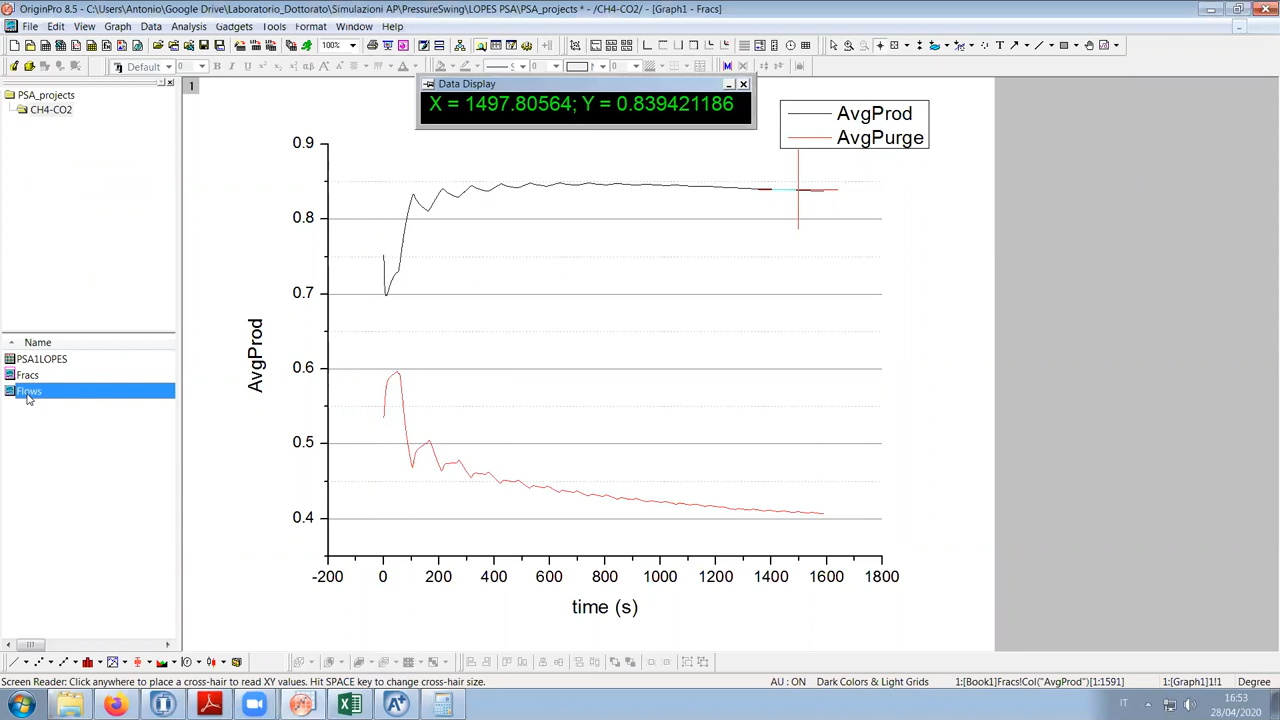 OriginPro 8.5 - C:\Users\Antonio\Google Drive\Laboratorio_Dottorato\Simulazioni AP\PressureSwing\LOPES PSA\PSA_projects * - /CH4-CO2/ - [Graph1 - Fracs]
File Edit View Graph Data Analysis Gadgets Tools Format Window Help
100%
Default 0 B I U
0 0
PSA_projects
CH4-CO2
1
Data Display
X = 1497.80564; Y = 0.839421186
AvgProd
AvgPurge
0.9
0.8
0.7
0.6
0.5
0.4
AvgProd
-200 0 200 400 600 800 1000 1200 1400 1600 1800
time (s)
Name
PSA1LOPES
Fracs
Flows
Screen Reader: Click anywhere to place a cross-hair to read XY values. Hit SPACE key to change cross-hair size.
AU : ON Dark Colors & Light Grids 1:[Book1]Fracs!Col("AvgProd")[1:1591] 1:[Graph1]1!1 Degree
IT
16:53
28/04/2020